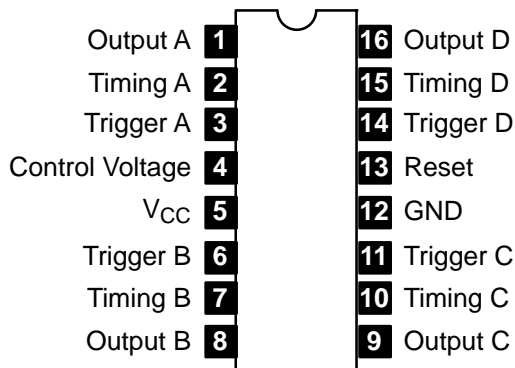 Output A 1 16 Output D
Timing A 2 15 Timing D
Trigger A 3 14 Trigger D
Control Voltage 4 13 Reset
VCC 5 12 GND
Trigger B 6 11 Trigger C
Timing B 7 10 Timing C
Output B 8 9 Output C